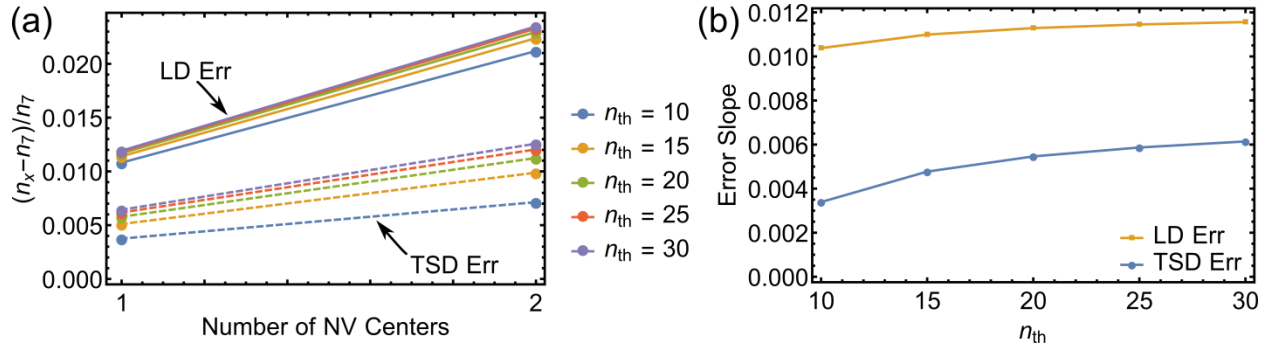 (a)
(n_x–n_7)/n_7
0.020
0.015
0.010
0.005
0.000
LD Err
TSD Err
1
2
Number of NV Centers
n_th = 10
n_th = 15
n_th = 20
n_th = 25
n_th = 30
(b)
Error Slope
0.012
0.010
0.008
0.006
0.004
0.002
0.000
LD Err
TSD Err
10
15
20
25
30
n_th